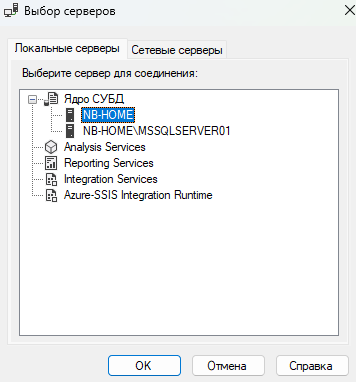 Выбор серверов
Локальные серверы
Сетевые серверы
Выберите сервер для соединения:
Ядро СУБД
NB-HOME
NB-HOME\MSSQLSERVER01
Analysis Services
Reporting Services
Integration Services
Azure-SSIS Integration Runtime
OK
Отмена
Справка